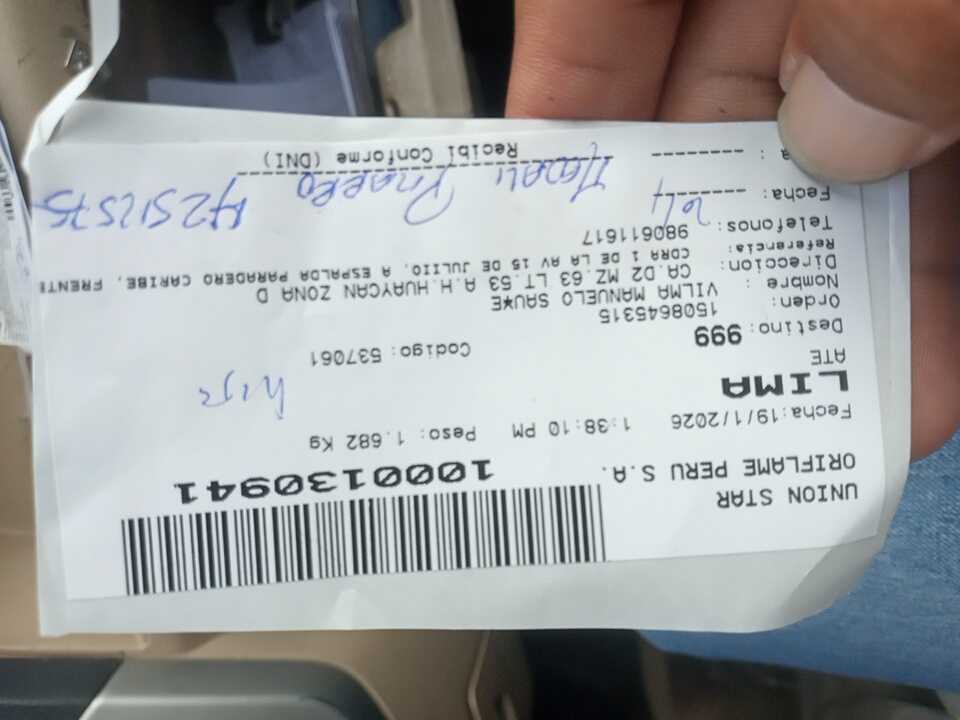 UNION STAR
ORIFLAME PERU S.A.
1000130941
Fecha:19/1/2026 1:38:10 PM Peso: 1.682 Kg
LIMA
ATE
Destino: 999 Codigo: 537061
Orden: 1508645315
Nombre : VILMA MANUELO SAU¥E
Direccion: CA.D2 MZ.63 LT.53 A.H.HUAYCAN ZONA D
Referencia: CDRA 1 DE LA AV 15 DE JULIIO, A ESPALDA PARADERO CARIBE, FRENTE
Telefonos: 980611617
Fecha: --------
a : --------
Recibí Conforme (DNI)